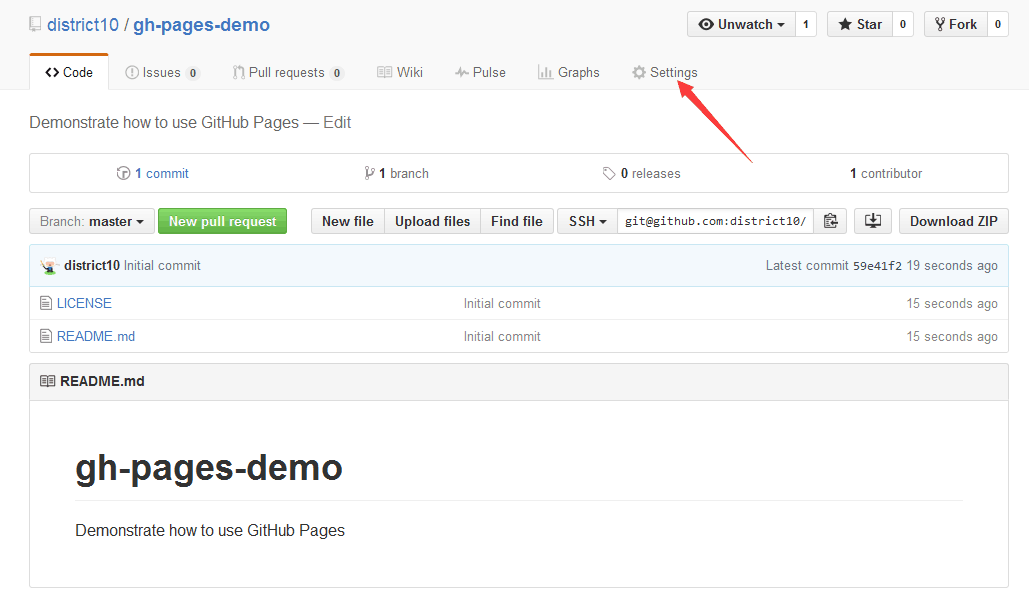 district10 / gh-pages-demo Unwatch 1 Star 0 Fork 0
Code Issues 0 Pull requests 0 Wiki Pulse Graphs Settings
Demonstrate how to use GitHub Pages — Edit
1 commit 1 branch 0 releases 1 contributor
Branch: master New pull request New file Upload files Find file SSH git@github.com:district10/ Download ZIP
district10 Initial commit Latest commit 59e41f2 19 seconds ago
LICENSE Initial commit 15 seconds ago
README.md Initial commit 15 seconds ago
README.md
gh-pages-demo
Demonstrate how to use GitHub Pages